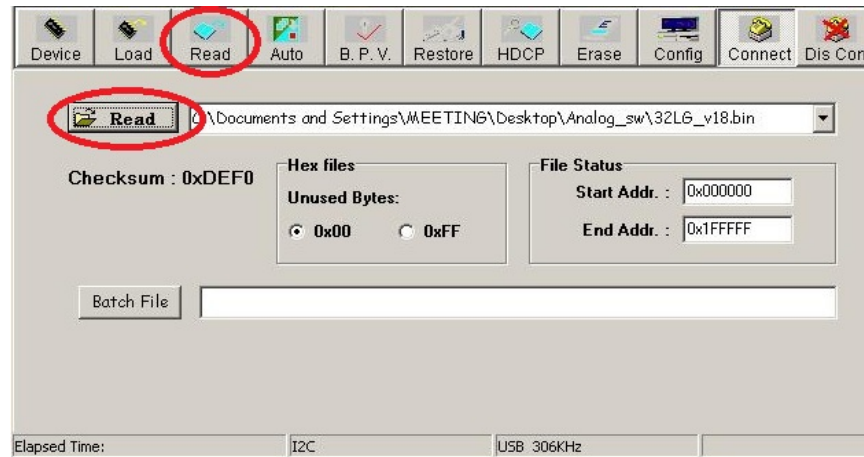 Device Load Read Auto B. P. V. Restore HDCP Erase Config Connect Dis Con
Read :\Documents and Settings\MEETING\Desktop\Analog_sw\32LG_v18.bin
Checksum : 0xDEF0
Hex files
Unused Bytes:
0x00 0xFF
File Status
Start Addr. : 0x000000
End Addr. : 0x1FFFFF
Batch File
Elapsed Time: I2C USB 306KHz